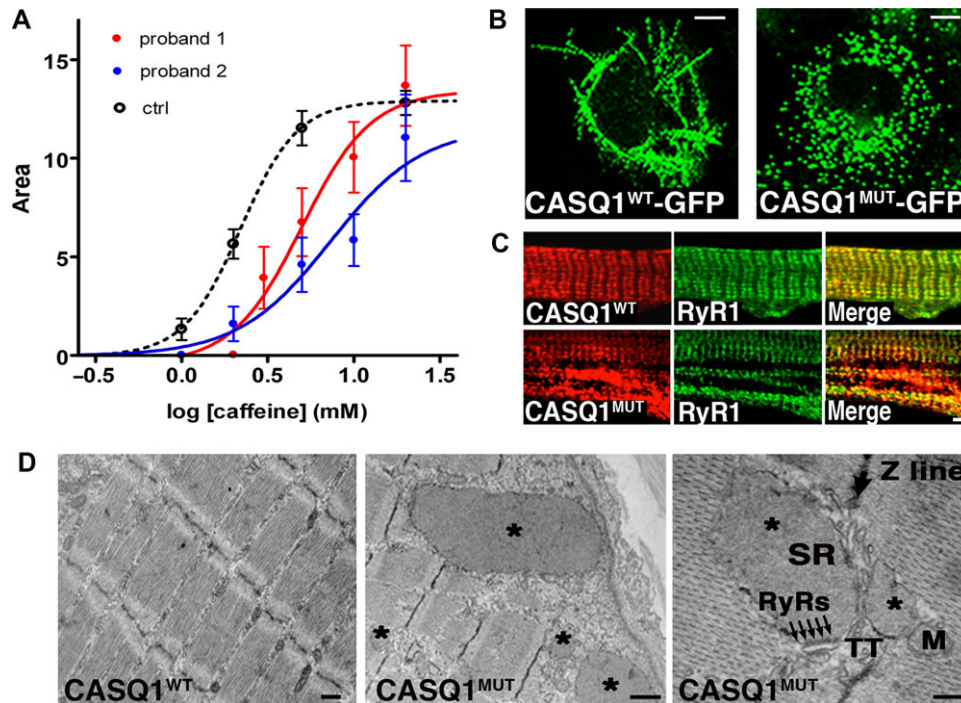 A
proband 1
proband 2
ctrl
15
10
5
0
Area
−0.5 0.0 0.5 1.0 1.5
log [caffeine] (mM)
B
CASQ1WT-GFP
CASQ1MUT-GFP
C
CASQ1WT
RyR1
Merge
CASQ1MUT
RyR1
Merge
D
CASQ1WT
*
*
*
*
CASQ1MUT
Z line
*
SR
*
RyRs
TT
M
CASQ1MUT